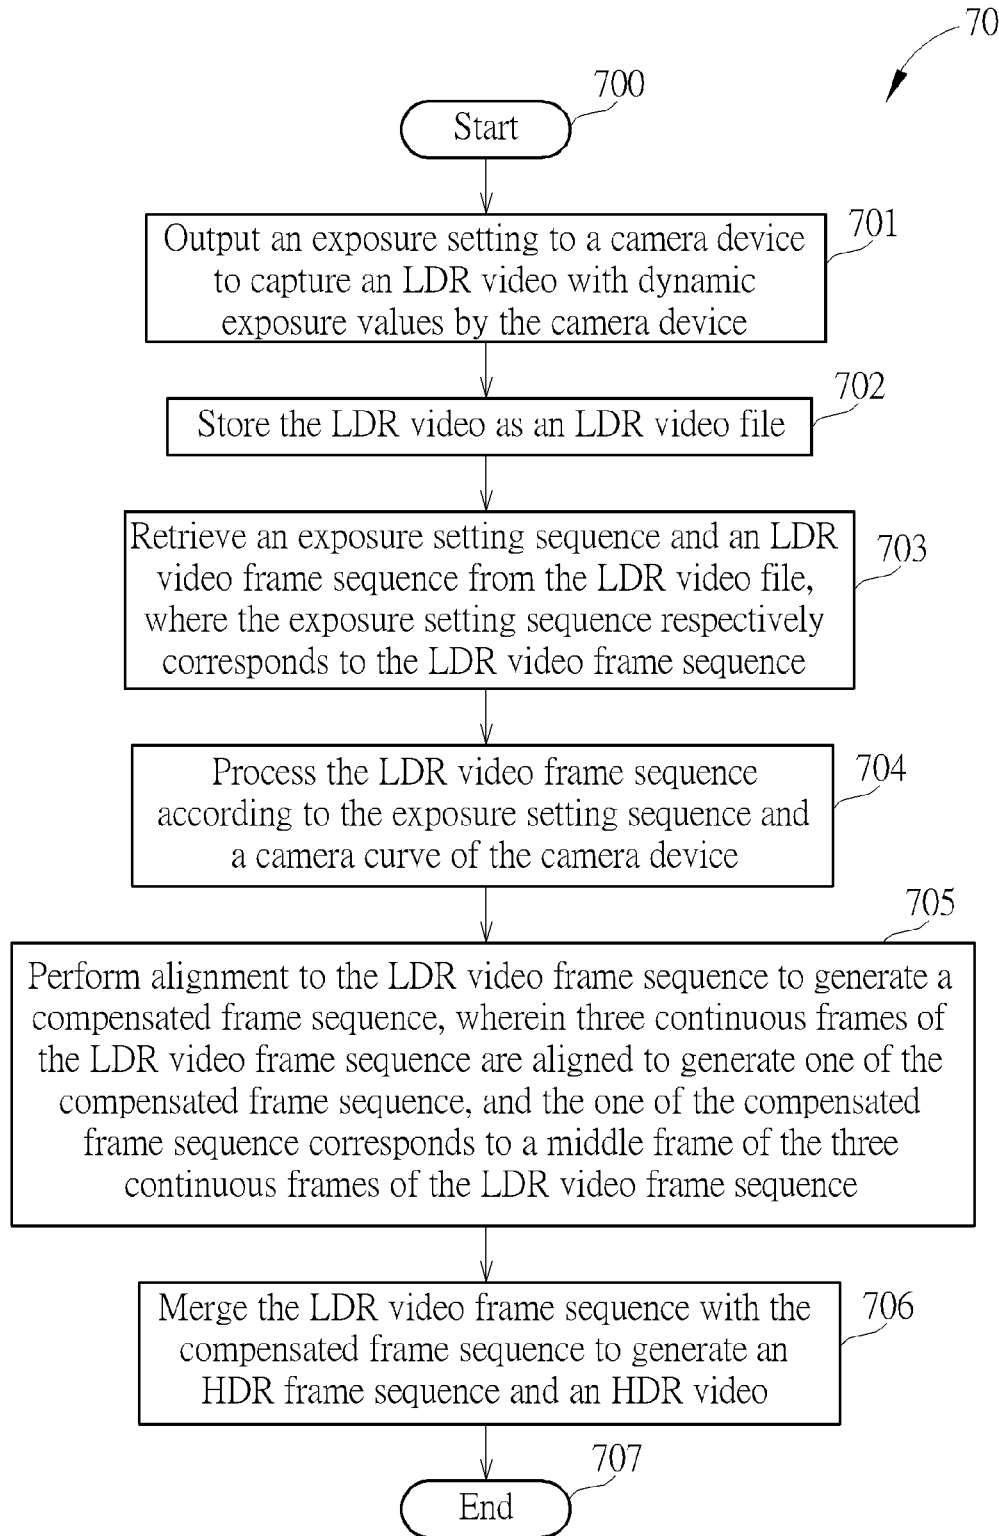 70
700
Start
701
Output an exposure setting to a camera device
to capture an LDR video with dynamic
exposure values by the camera device
702
Store the LDR video as an LDR video file
Retrieve an exposure setting sequence and an LDR
video frame sequence from the LDR video file,
where the exposure setting sequence respectively
corresponds to the LDR video frame sequence
703
Process the LDR video frame sequence
according to the exposure setting sequence and
a camera curve of the camera device
704
705
Perform alignment to the LDR video frame sequence to generate a
compensated frame sequence, wherein three continuous frames of
the LDR video frame sequence are aligned to generate one of the
compensated frame sequence, and the one of the compensated
frame sequence corresponds to a middle frame of the three
continuous frames of the LDR video frame sequence
Merge the LDR video frame sequence with the
compensated frame sequence to generate an
HDR frame sequence and an HDR video
706
707
End